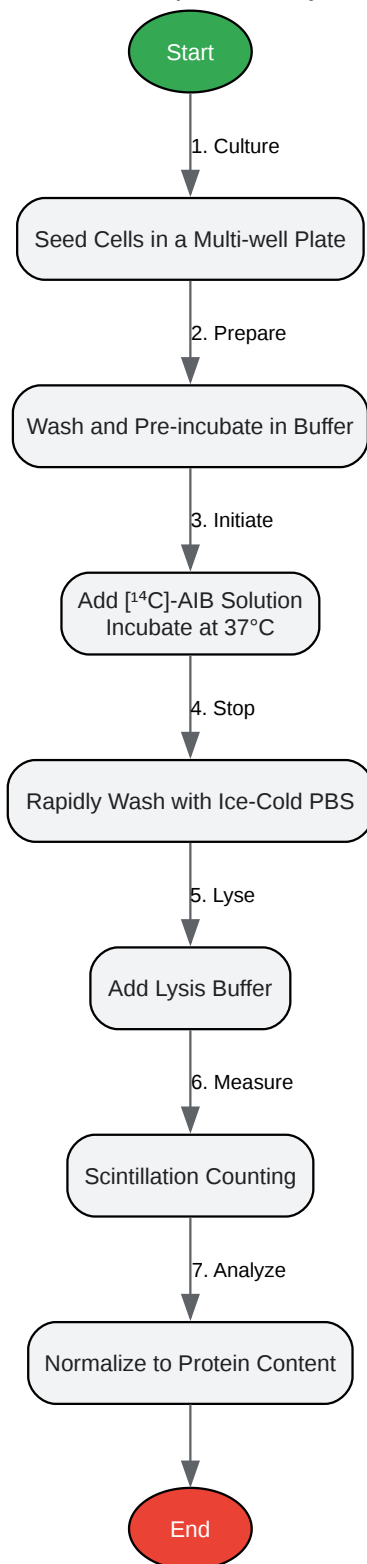 Start
1. Culture
Seed Cells in a Multi-well Plate
2. Prepare
Wash and Pre-incubate in Buffer
3. Initiate
Add [¹⁴C]-AIB Solution
Incubate at 37°C
4. Stop
Rapidly Wash with Ice-Cold PBS
5. Lyse
Add Lysis Buffer
6. Measure
Scintillation Counting
7. Analyze
Normalize to Protein Content
End